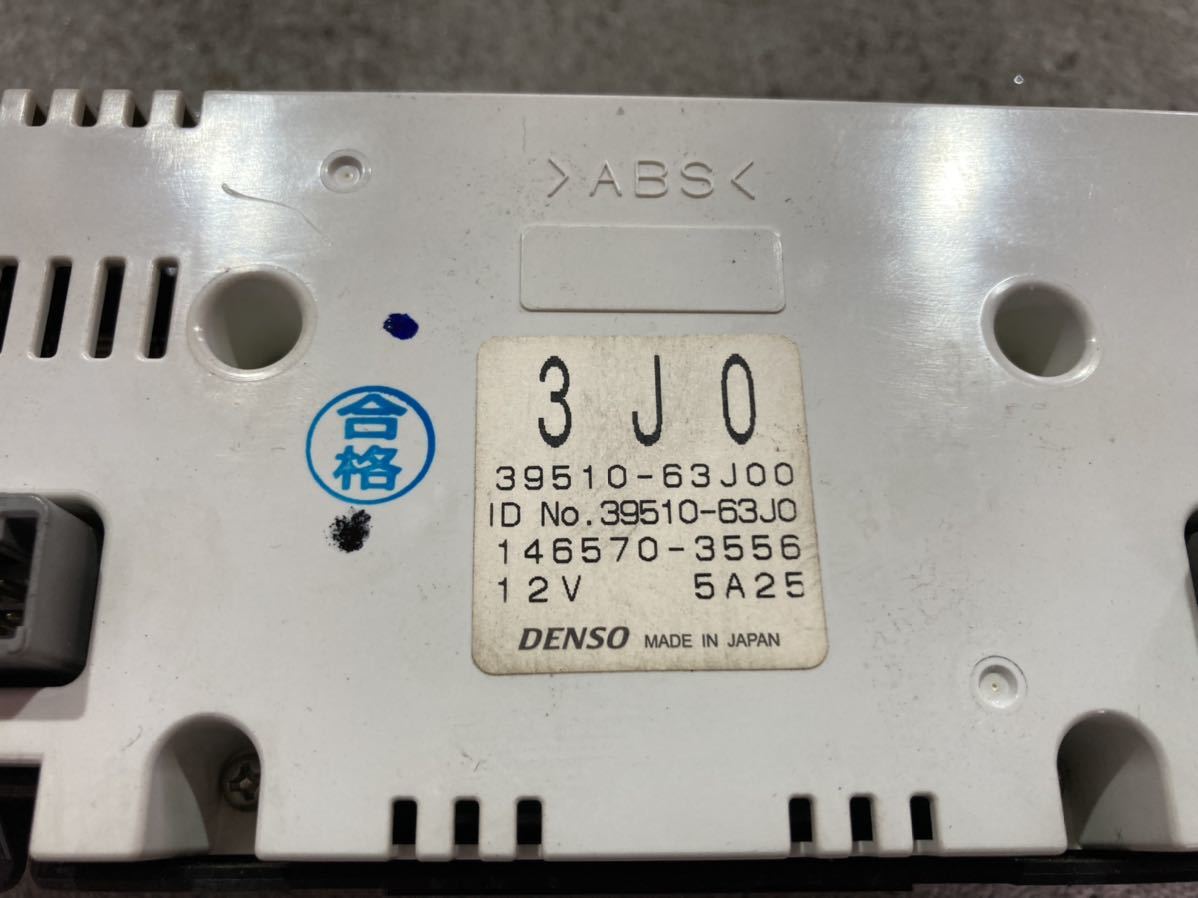 >ABS<
3J0
39510-63J00
ID No.39510-63J0
146570-3556
12V 5A25
DENSO MADE IN JAPAN
合格